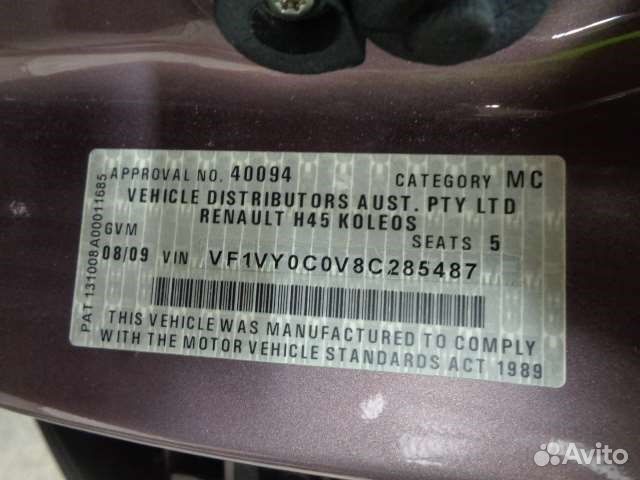 APPROVAL NO. 40094 CATEGORY MC
VEHICLE DISTRIBUTORS AUST. PTY LTD
RENAULT H45 KOLEOS
GVM SEATS 5
08/09 VIN VF1VY0C0V8C285487
THIS VEHICLE WAS MANUFACTURED TO COMPLY
WITH THE MOTOR VEHICLE STANDARDS ACT 1989
PAT 131008A00011685
Avito